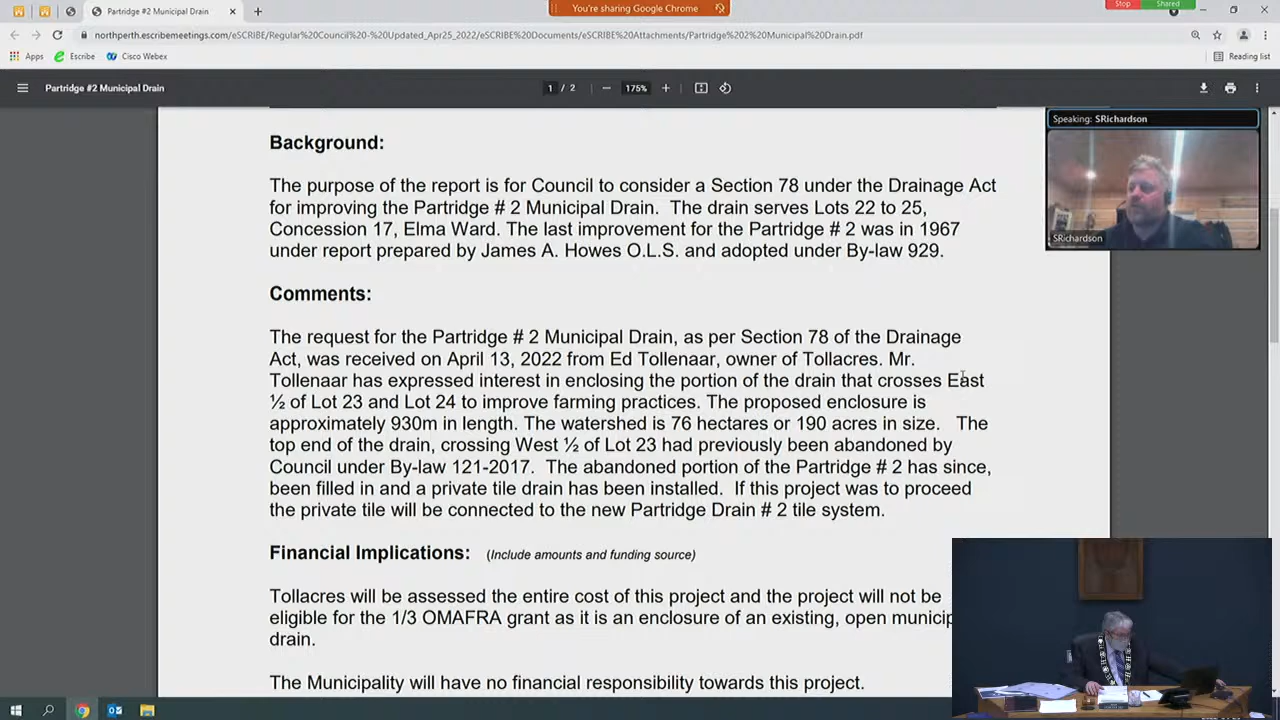 Partridge #2 Municipal Drain
You're sharing Google Chrome
Stop
Shared
northperth.escribemeetings.com/eSCRIBE/Regular%20Council%20-%20Updated_Apr25_2022/eSCRIBE%20Documents/eSCRIBE%20Attachments/Partridge%202%20Municipal%20Drain.pdf
Apps
Escribe
Cisco Webex
Reading list
Partridge #2 Municipal Drain
1 / 2
175%
Speaking: SRichardson
SRichardson
Background:
The purpose of the report is for Council to consider a Section 78 under the Drainage Act
for improving the Partridge # 2 Municipal Drain. The drain serves Lots 22 to 25,
Concession 17, Elma Ward. The last improvement for the Partridge # 2 was in 1967
under report prepared by James A. Howes O.L.S. and adopted under By-law 929.
Comments:
The request for the Partridge # 2 Municipal Drain, as per Section 78 of the Drainage
Act, was received on April 13, 2022 from Ed Tollenaar, owner of Tollacres. Mr.
Tollenaar has expressed interest in enclosing the portion of the drain that crosses East
½ of Lot 23 and Lot 24 to improve farming practices. The proposed enclosure is
approximately 930m in length. The watershed is 76 hectares or 190 acres in size. The
top end of the drain, crossing West ½ of Lot 23 had previously been abandoned by
Council under By-law 121-2017. The abandoned portion of the Partridge # 2 has since,
been filled in and a private tile drain has been installed. If this project was to proceed
the private tile will be connected to the new Partridge Drain # 2 tile system.
Financial Implications: (Include amounts and funding source)
Tollacres will be assessed the entire cost of this project and the project will not be
eligible for the 1/3 OMAFRA grant as it is an enclosure of an existing, open municip
drain.
The Municipality will have no financial responsibility towards this project.